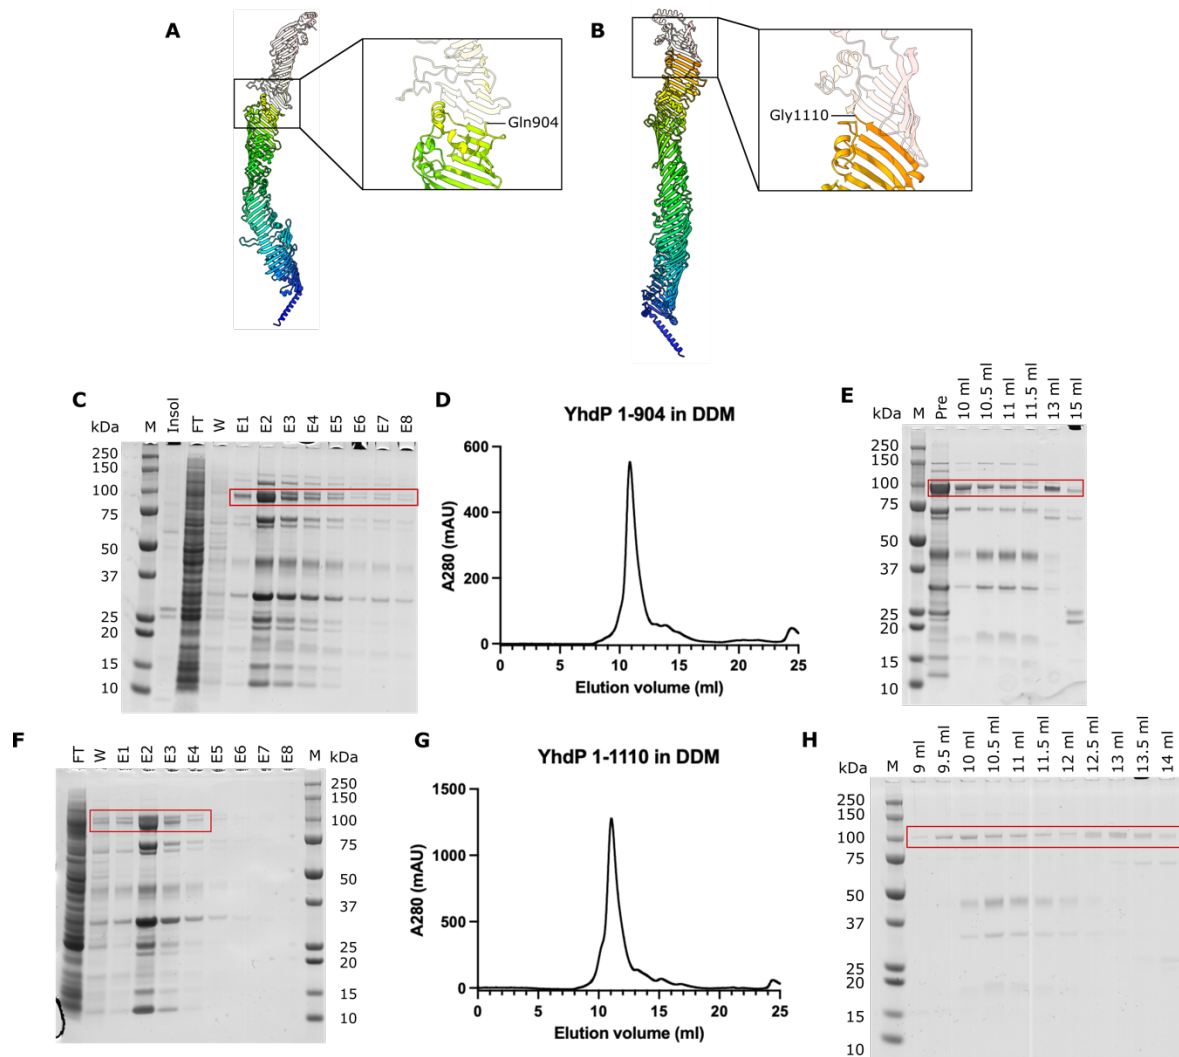 A
Gln904
B
Gly1110
C
kDa
M
Insol
FT
W
E1
E2
E3
E4
E5
E6
E7
E8
250
150
100
75
50
37
25
20
15
10
D
YhdP 1-904 in DDM
A280 (mAU)
600
400
200
0
0
5
10
15
20
25
Elution volume (ml)
E
kDa
M
Pre
10 ml
10.5 ml
11 ml
11.5 ml
13 ml
15 ml
250
150
100
75
50
37
25
20
15
10
F
FT
W
E1
E2
E3
E4
E5
E6
E7
E8
M
kDa
250
150
100
75
50
37
25
20
15
10
G
YhdP 1-1110 in DDM
A280 (mAU)
1500
1000
500
0
0
5
10
15
20
25
Elution volume (ml)
H
kDa
M
9 ml
9.5 ml
10 ml
10.5 ml
11 ml
11.5 ml
12 ml
12.5 ml
13 ml
13.5 ml
14 ml
250
150
100
75
50
37
25
20
15
10